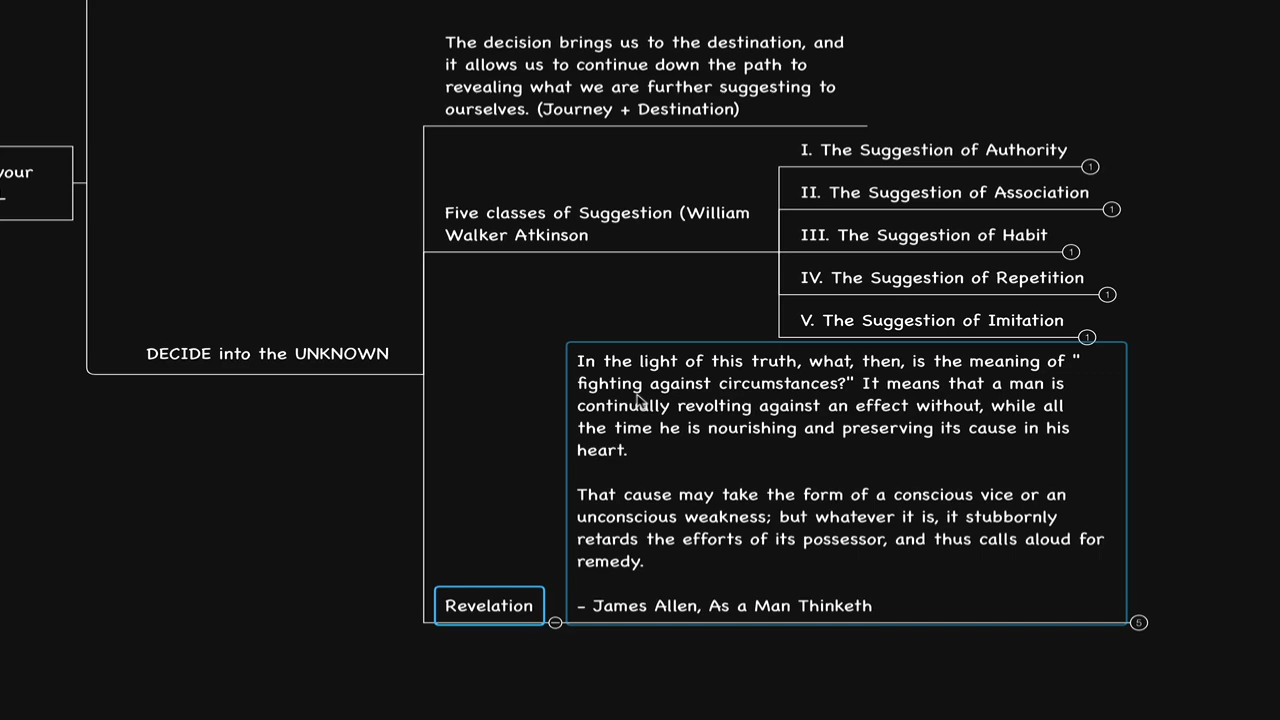 The decision brings us to the destination, and
it allows us to continue down the path to
revealing what we are further suggesting to
ourselves. (Journey + Destination)
I. The Suggestion of Authority
1
your
II. The Suggestion of Association
1
Five classes of Suggestion (William
Walker Atkinson
III. The Suggestion of Habit
1
IV. The Suggestion of Repetition
1
V. The Suggestion of Imitation
1
DECIDE into the UNKNOWN
In the light of this truth, what, then, is the meaning of "
fighting against circumstances?" It means that a man is
continually revolting against an effect without, while all
the time he is nourishing and preserving its cause in his
heart.
That cause may take the form of a conscious vice or an
unconscious weakness; but whatever it is, it stubbornly
retards the efforts of its possessor, and thus calls aloud for
remedy.
Revelation
- James Allen, As a Man Thinketh
5